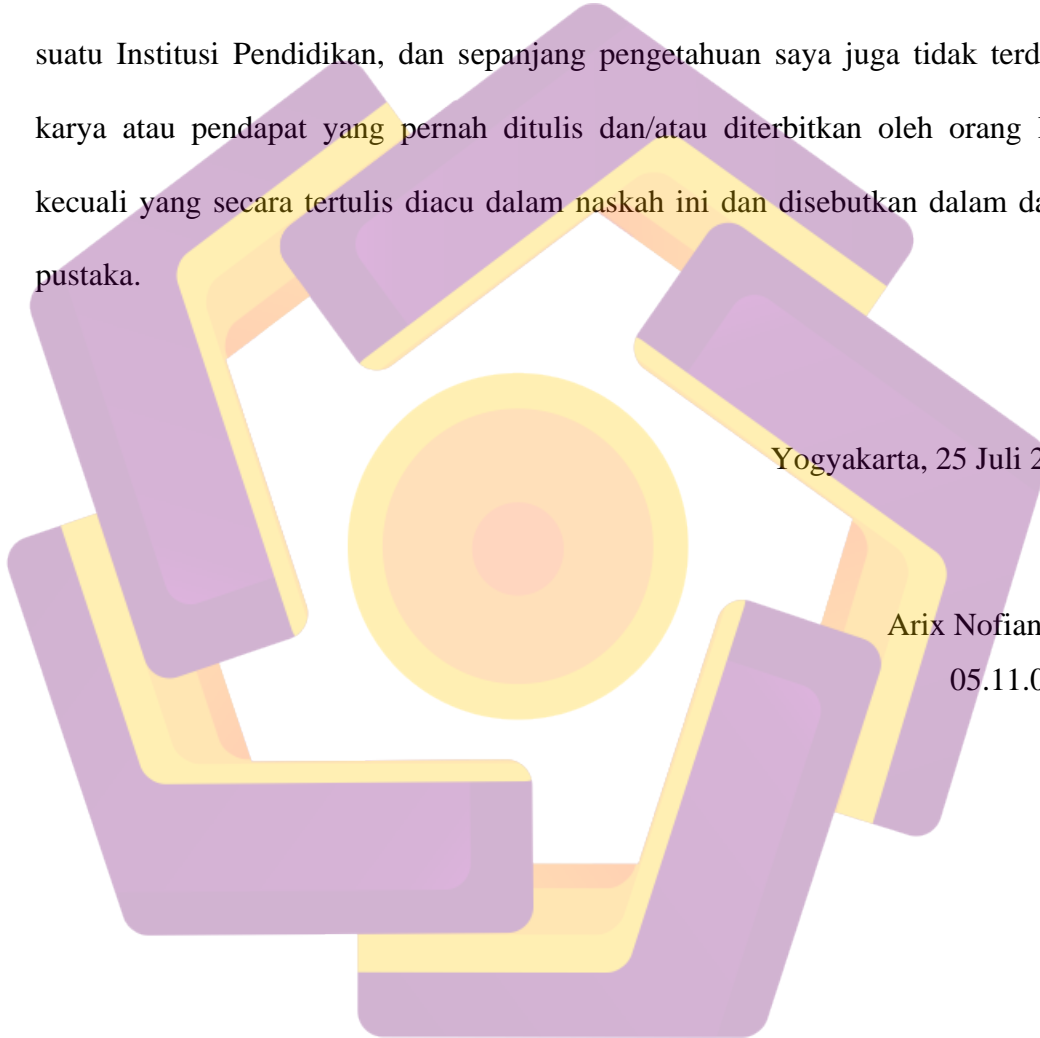 suatu Institusi Pendidikan, dan sepanjang pengetahuan saya juga tidak terd
karya atau pendapat yang pernah ditulis dan/atau diterbitkan oleh orang
kecuali yang secara tertulis diacu dalam naskah ini dan disebutkan dalam da
pustaka.
Yogyakarta, 25 Juli 2
Arix Nofian
05.11.0